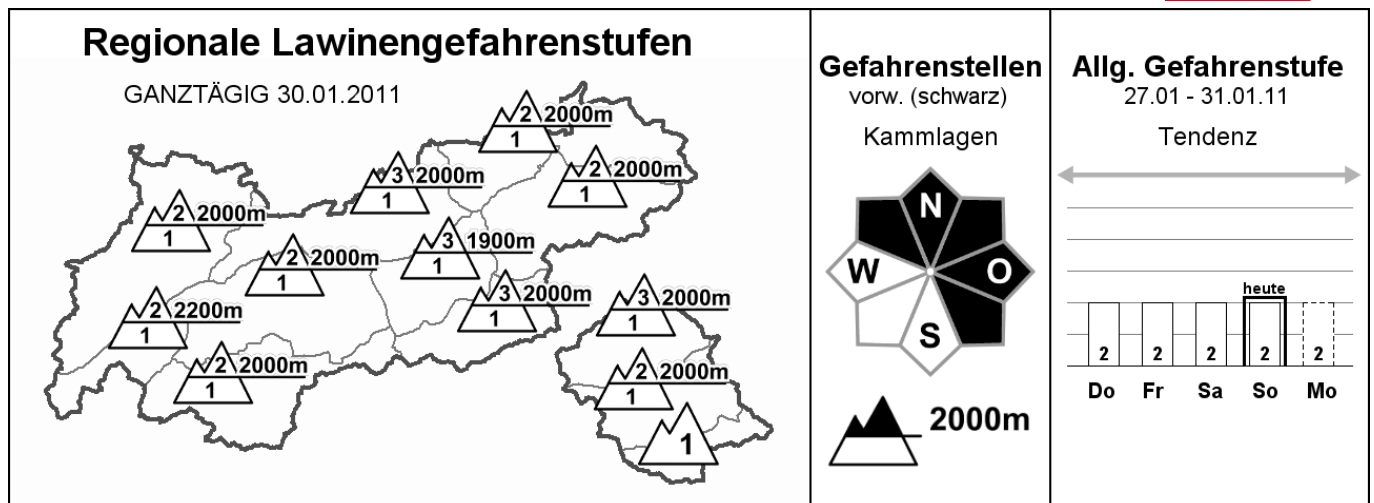 Regionale Lawinengefahrenstufen
GANZTÄGIG 30.01.2011
2 2000m
1
3 2000m
1
2 2000m
1
2 2000m
1
3 1900m
1
2 2000m
1
3 2000m
1
3 2000m
1
2 2200m
1
2 2000m
1
2 2000m
1
1
Gefahrenstellen
vorw. (schwarz)
Kammlagen
N
W O
S
2000m
Allg. Gefahrenstufe
27.01 - 31.01.11
Tendenz
heute
2 2 2 2 2
Do Fr Sa So Mo